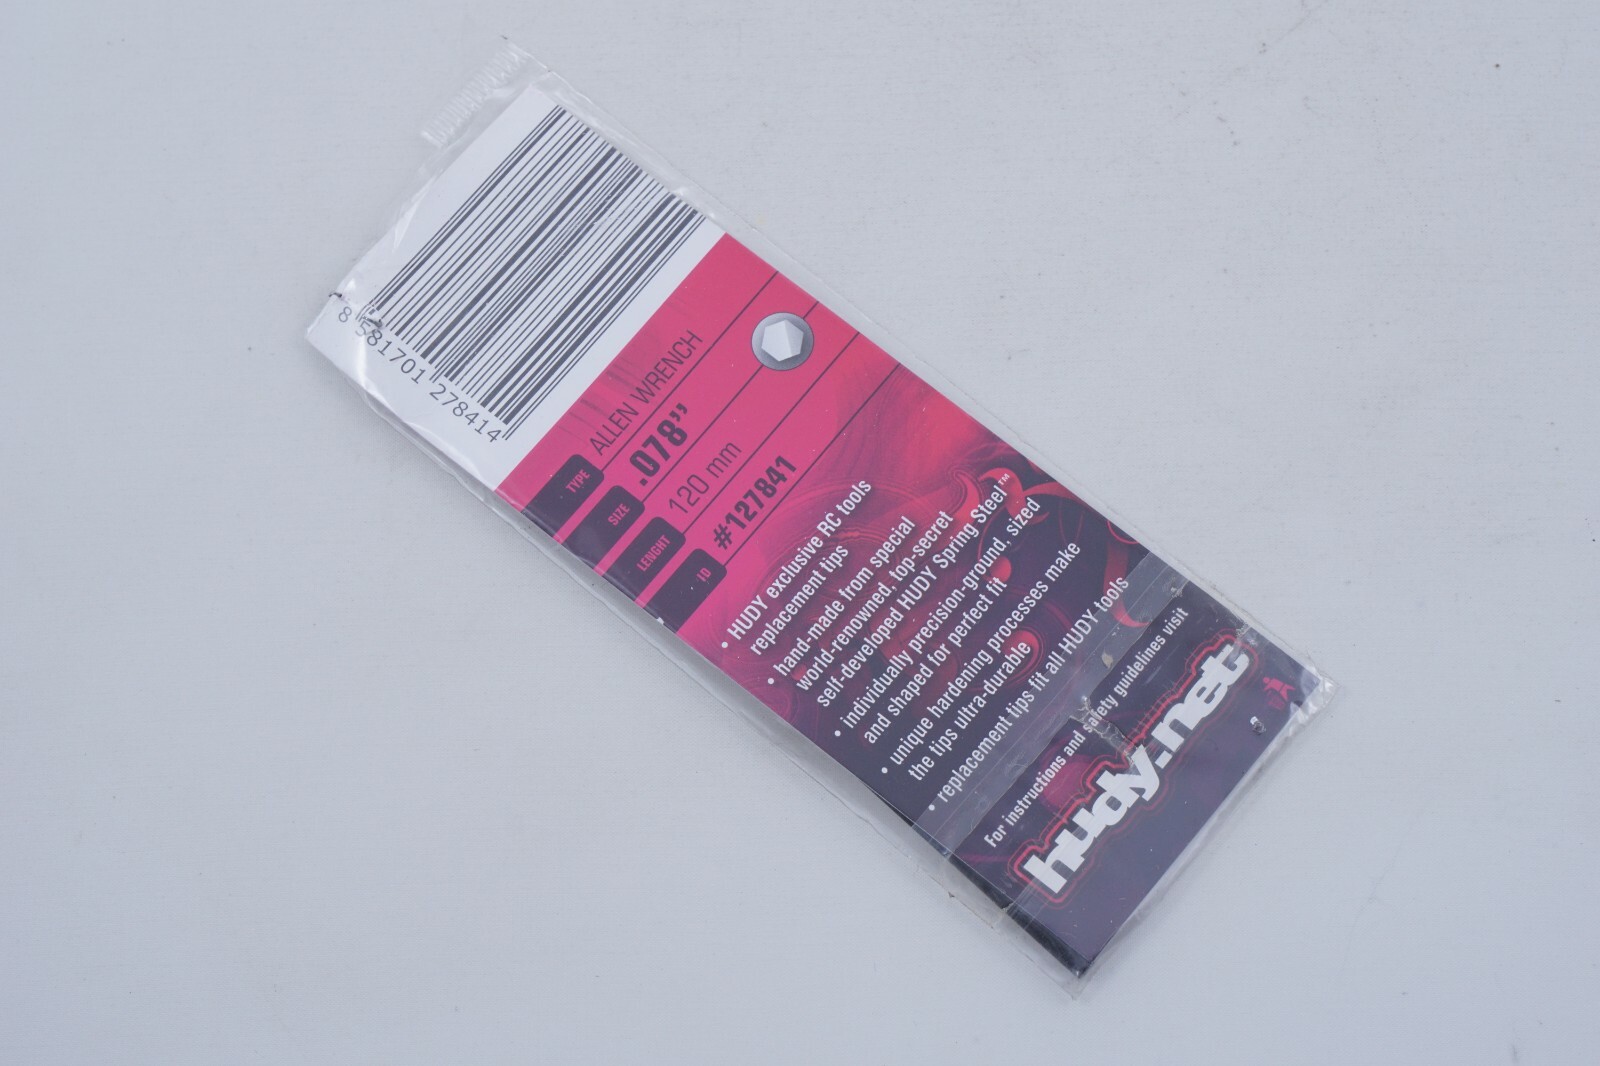 8 581701 278414
TYPE ALLEN WRENCH
SIZE .078”
LENGHT 120 mm
ID #127841
• HUDY exclusive RC tools
replacement tips
• hand-made from special
world-renowned, top-secret
self-developed HUDY Spring Steel™
• individually precision-ground, sized
and shaped for perfect fit
• unique hardening processes make
the tips ultra-durable
• replacement tips fit all HUDY tools
For instructions and safety guidelines visit
hudy.net